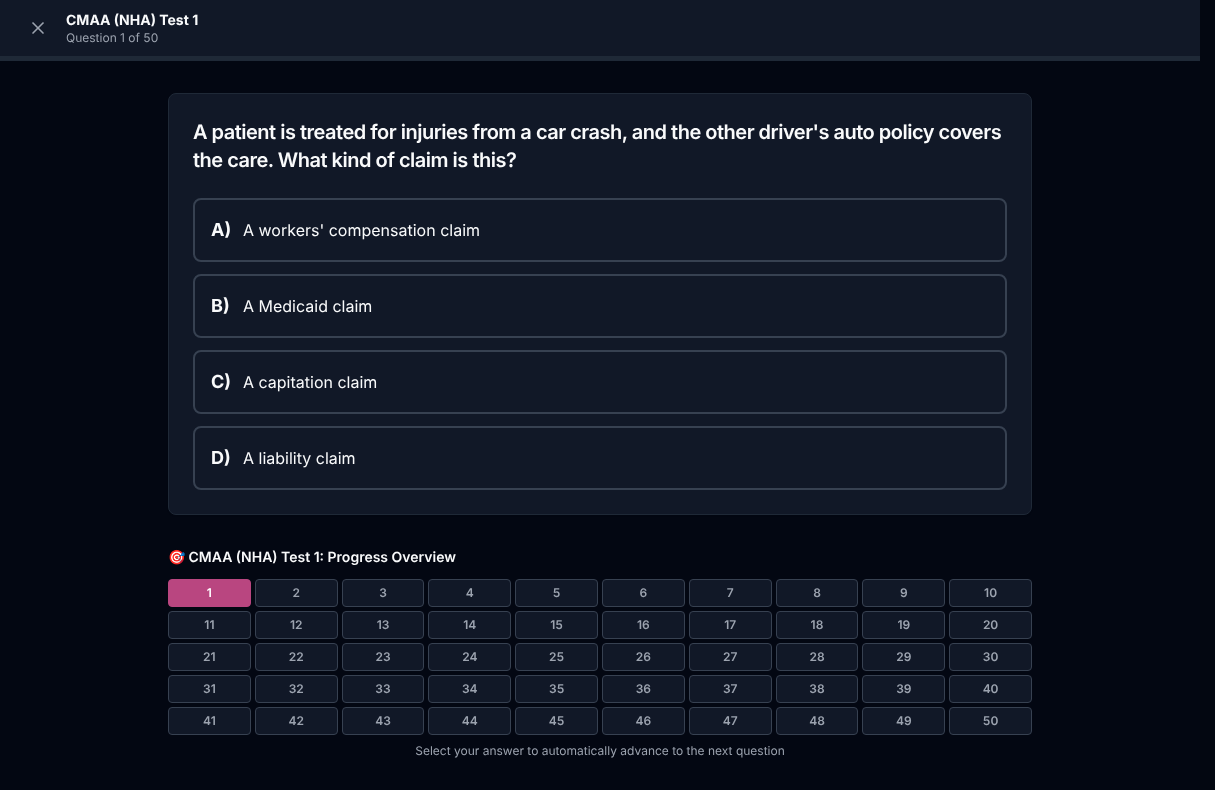 CMAA (NHA) Test 1
Question 1 of 50
A patient is treated for injuries from a car crash, and the other driver's auto policy covers
the care. What kind of claim is this?
A) A workers' compensation claim
B) A Medicaid claim
C) A capitation claim
D) A liability claim
🎯 CMAA (NHA) Test 1: Progress Overview
1 2 3 4 5 6 7 8 9 10
11 12 13 14 15 16 17 18 19 20
21 22 23 24 25 26 27 28 29 30
31 32 33 34 35 36 37 38 39 40
41 42 43 44 45 46 47 48 49 50
Select your answer to automatically advance to the next question